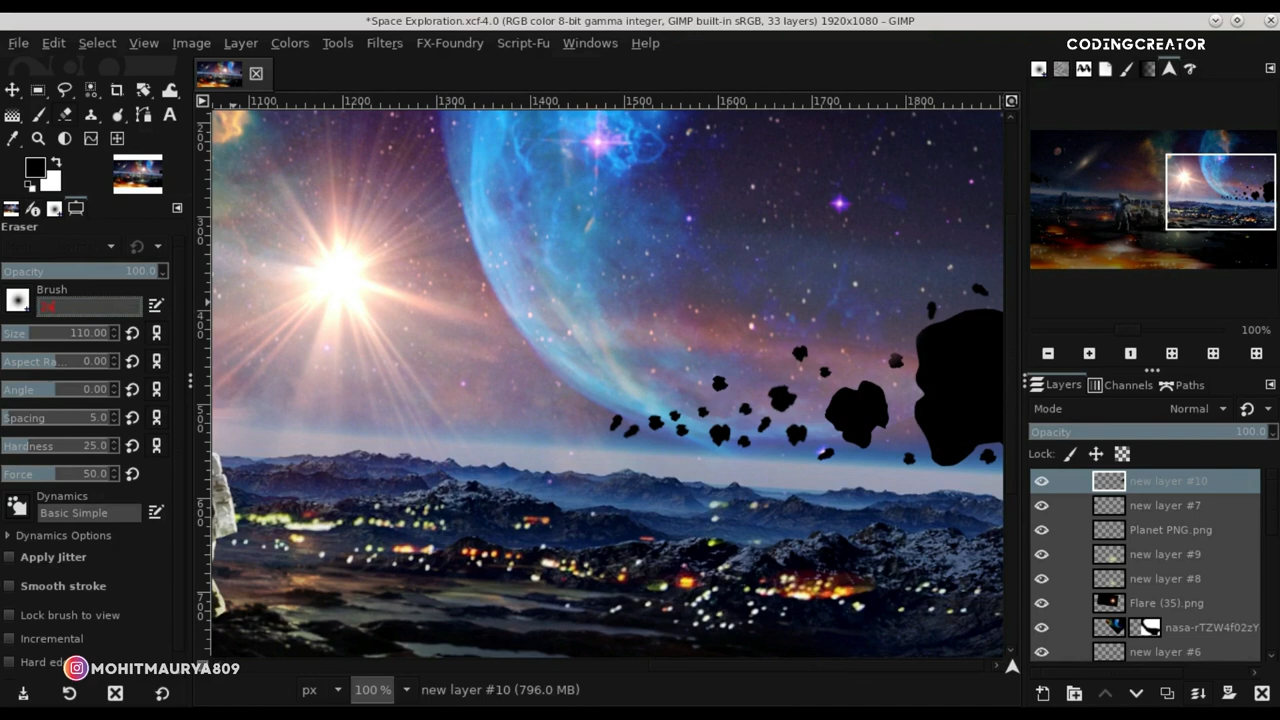 *Space Exploration.xcf-4.0 (RGB color 8-bit gamma integer, GIMP built-in sRGB, 33 layers) 1920x1080 – GIMP
File Edit Select View Image Layer Colors Tools Filters FX-Foundry Script-Fu Windows Help
CODINGCREATOR
1100 1200 1300 1400 1500 1600 1700 1800
200
300
400
500
600
700
Eraser
Opacity 100.0
Brush
Size 110.00
Aspect Ra... 0.00
Angle 0.00
Spacing 5.0
Hardness 25.0
Force 50.0
Dynamics
Basic Simple
Dynamics Options
Apply Jitter
Smooth stroke
Lock brush to view
Incremental
Hard ed
MOHITMAURYA809
px 100 % new layer #10 (796.0 MB)
100%
Layers Channels Paths
Mode Normal
Opacity 100.0
Lock:
new layer #10
new layer #7
Planet PNG.png
new layer #9
new layer #8
Flare (35).png
nasa-rTZW4f02zY
new layer #6